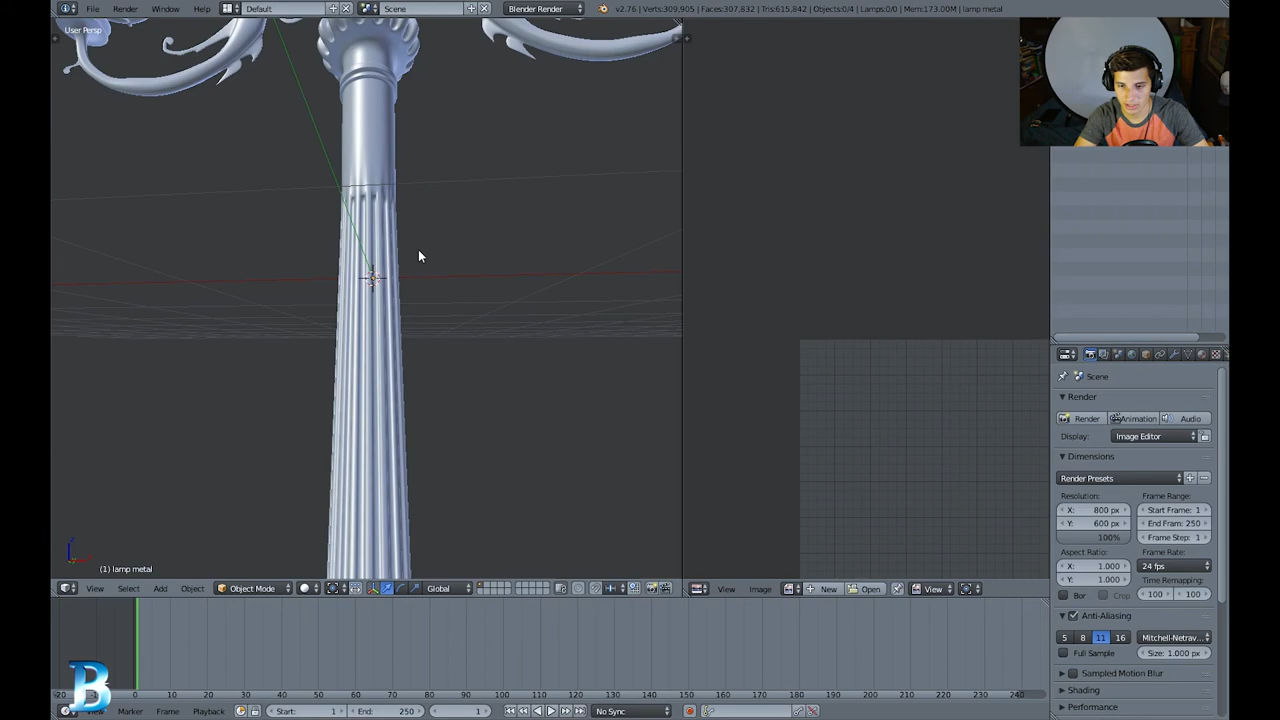 File Render Window Help Default Scene Blender Render v2.76 | Verts:309,905 | Faces:307,832 | Tris:615,842 | Objects:0/4 | Lamps:0/0 | Mem:173.00M | lamp metal
User Persp
Scene
Render
Render Animation Audio
Display: Image Editor
Dimensions
Render Presets
Resolution: Frame Range:
X: 800 px Start Frame: 1
Y: 600 px End Fram: 250
100% Frame Step: 1
Aspect Ratio: Frame Rate:
X: 1.000 24 fps
Y: 1.000 Time Remapping:
Bor Crop 100 100
(1) lamp metal
View Select Add Object Object Mode Global View Image New Open View
Anti-Aliasing
5 8 11 16 Mitchell-Netrav...
Full Sample Size: 1.000 px
Sampled Motion Blur
Shading
Performance
B
-20 0 10 20 30 40 50 60 70 80 90 100 110 120 130 140 150 160 170 180 190 200 210 220 230 240
Marker Frame Playback Start: 1 End: 250 1 No Sync